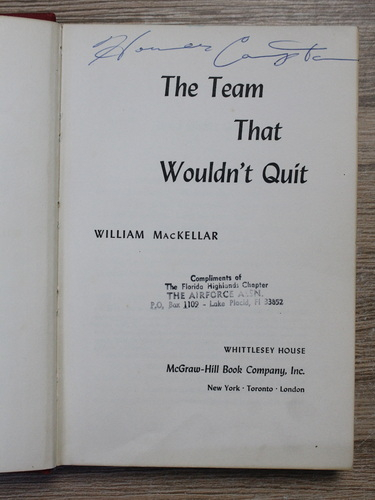 The Team
That
Wouldn't Quit
WILLIAM MACKELLAR
Compliments of
The Florida Highlands Chapter
THE AIRFORCE ASSN.
P.O. Box 1109 - Lake Placid, Fl 33852
WHITTLESEY HOUSE
McGraw-Hill Book Company, Inc.
New York · Toronto · London